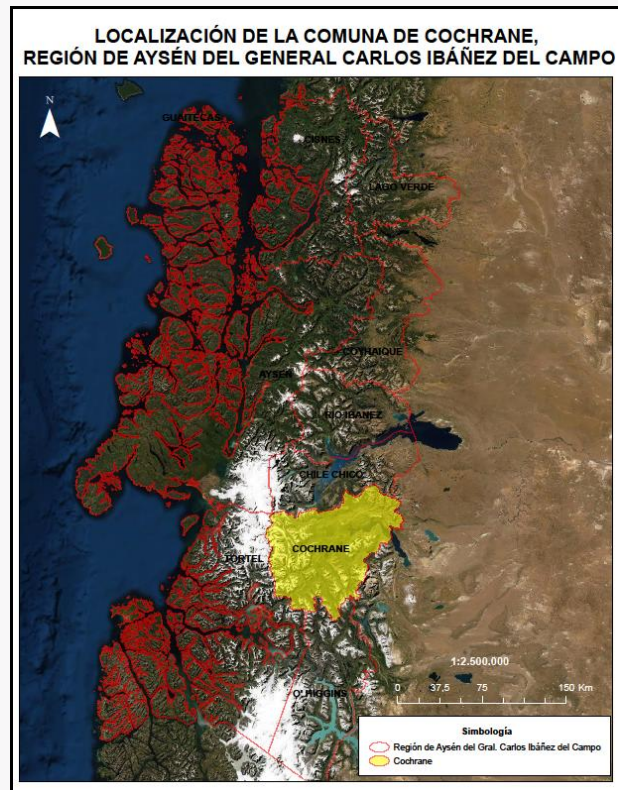 LOCALIZACIÓN DE LA COMUNA DE COCHRANE,
REGIÓN DE AYSÉN DEL GENERAL CARLOS IBÁÑEZ DEL CAMPO
N
GUAITECAS
CISNES
LAGO VERDE
COYHAIQUE
AYSÉN
RÍO IBÁÑEZ
CHILE CHICO
COCHRANE
TORTEL
O'HIGGINS
1:2.500.000
0 37,5 75 150 Km
Simbología
Región de Aysén del Gral. Carlos Ibáñez del Campo
Cochrane